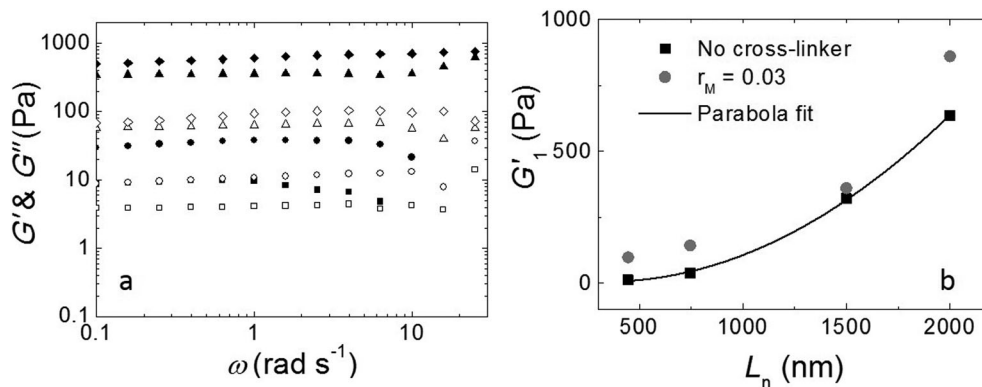 G′ & G″ (Pa)
1000
100
10
1
0.1
a
0.1
1
10
ω (rad s⁻¹)
G′₁ (Pa)
1000
500
0
No cross-linker
r_M = 0.03
Parabola fit
b
500
1000
1500
2000
L_n (nm)